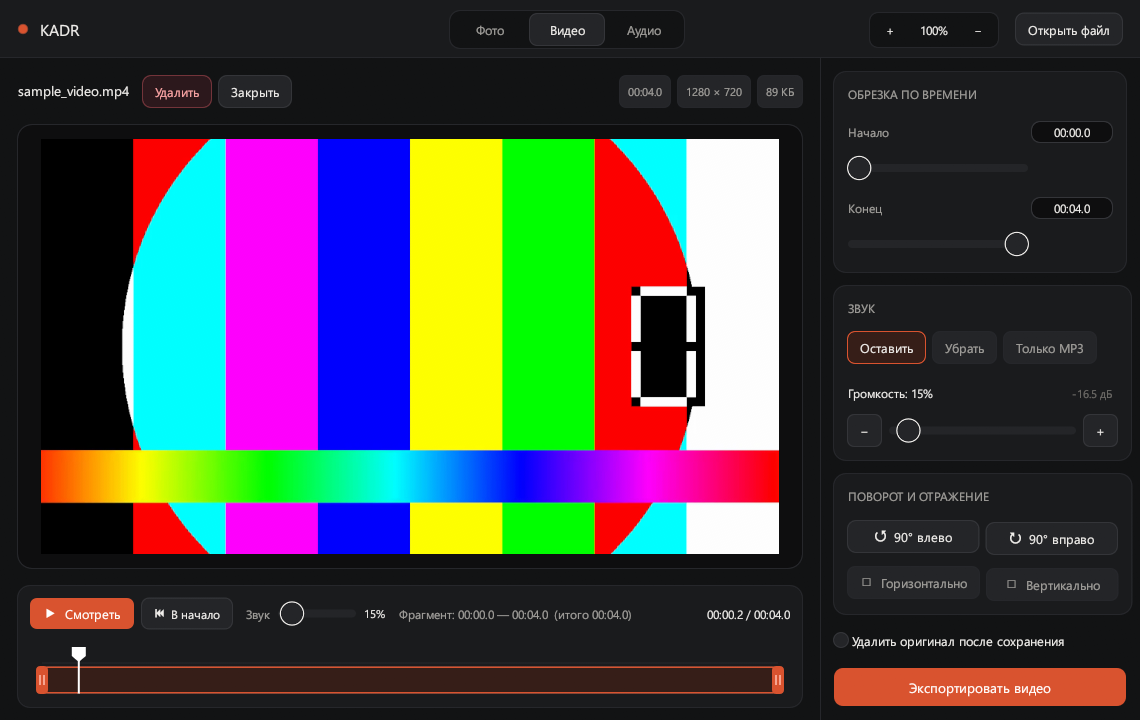 KADR
Фото Видео Аудио
+ 100% −
Открыть файл
sample_video.mp4 Удалить Закрыть 00:04.0 1280 × 720 89 КБ
ОБРЕЗКА ПО ВРЕМЕНИ
Начало 00:00.0
Конец 00:04.0
ЗВУК
Оставить Убрать Только MP3
Громкость: 15% -16.5 дБ
− +
ПОВОРОТ И ОТРАЖЕНИЕ
90° влево 90° вправо
Горизонтально Вертикально
Удалить оригинал после сохранения
Экспортировать видео
0
Смотреть В начало Звук 15% Фрагмент: 00:00.0 — 00:04.0 (итого 00:04.0) 00:00.2 / 00:04.0